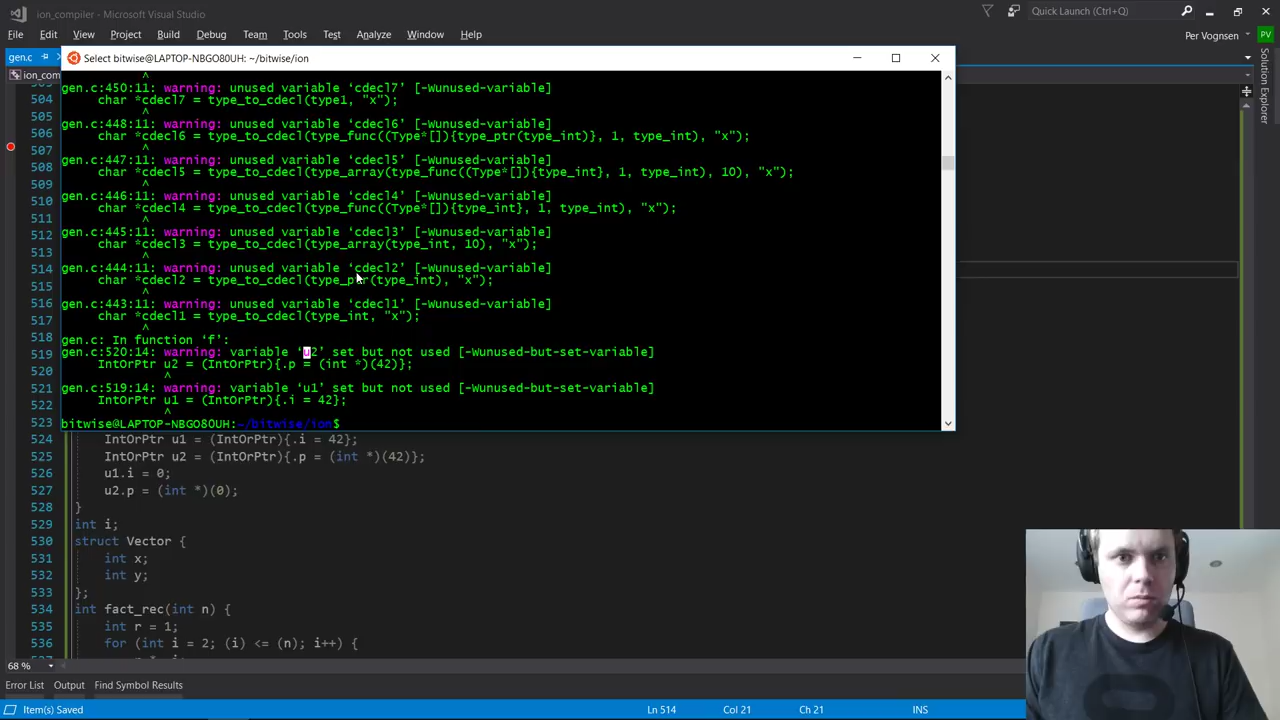 ion_compiler - Microsoft Visual Studio
Quick Launch (Ctrl+Q)
File Edit View Project Build Debug Team Tools Test Analyze Window Help
Per Vognsen PV
gen.c
Select bitwise@LAPTOP-NBGO80UH: ~/bitwise/ion
Solution Explorer
ion_com
^
gen.c:450:11: warning: unused variable ‘cdecl7’ [-Wunused-variable]
char *cdecl7 = type_to_cdecl(type1, "x");
^
gen.c:448:11: warning: unused variable ‘cdecl6’ [-Wunused-variable]
char *cdecl6 = type_to_cdecl(type_func((Type*[]){type_ptr(type_int)}, 1, type_int), "x");
^
gen.c:447:11: warning: unused variable ‘cdecl5’ [-Wunused-variable]
char *cdecl5 = type_to_cdecl(type_array(type_func((Type*[]){type_int}, 1, type_int), 10), "x");
^
gen.c:446:11: warning: unused variable ‘cdecl4’ [-Wunused-variable]
char *cdecl4 = type_to_cdecl(type_func((Type*[]){type_int}, 1, type_int), "x");
^
gen.c:445:11: warning: unused variable ‘cdecl3’ [-Wunused-variable]
char *cdecl3 = type_to_cdecl(type_array(type_int, 10), "x");
^
gen.c:444:11: warning: unused variable ‘cdecl2’ [-Wunused-variable]
char *cdecl2 = type_to_cdecl(type_ptr(type_int), "x");
^
gen.c:443:11: warning: unused variable ‘cdecl1’ [-Wunused-variable]
char *cdecl1 = type_to_cdecl(type_int, "x");
^
gen.c: In function ‘f’:
gen.c:520:14: warning: variable ‘u2’ set but not used [-Wunused-but-set-variable]
IntOrPtr u2 = (IntOrPtr){.p = (int *)(42)};
^
gen.c:519:14: warning: variable ‘u1’ set but not used [-Wunused-but-set-variable]
IntOrPtr u1 = (IntOrPtr){.i = 42};
^
bitwise@LAPTOP-NBGO80UH:~/bitwise/ion$
504
505
506
507
508
509
510
511
512
513
514
515
516
517
518
519
520
521
522
523
524 IntOrPtr u1 = (IntOrPtr){.i = 42};
525 IntOrPtr u2 = (IntOrPtr){.p = (int *)(42)};
526 u1.i = 0;
527 u2.p = (int *)(0);
528 }
529 int i;
530 struct Vector {
531 int x;
532 int y;
533 };
534 int fact_rec(int n) {
535 int r = 1;
536 for (int i = 2; (i) <= (n); i++) {
68 %
Error List Output Find Symbol Results
Item(s) Saved Ln 514 Col 21 Ch 21 INS